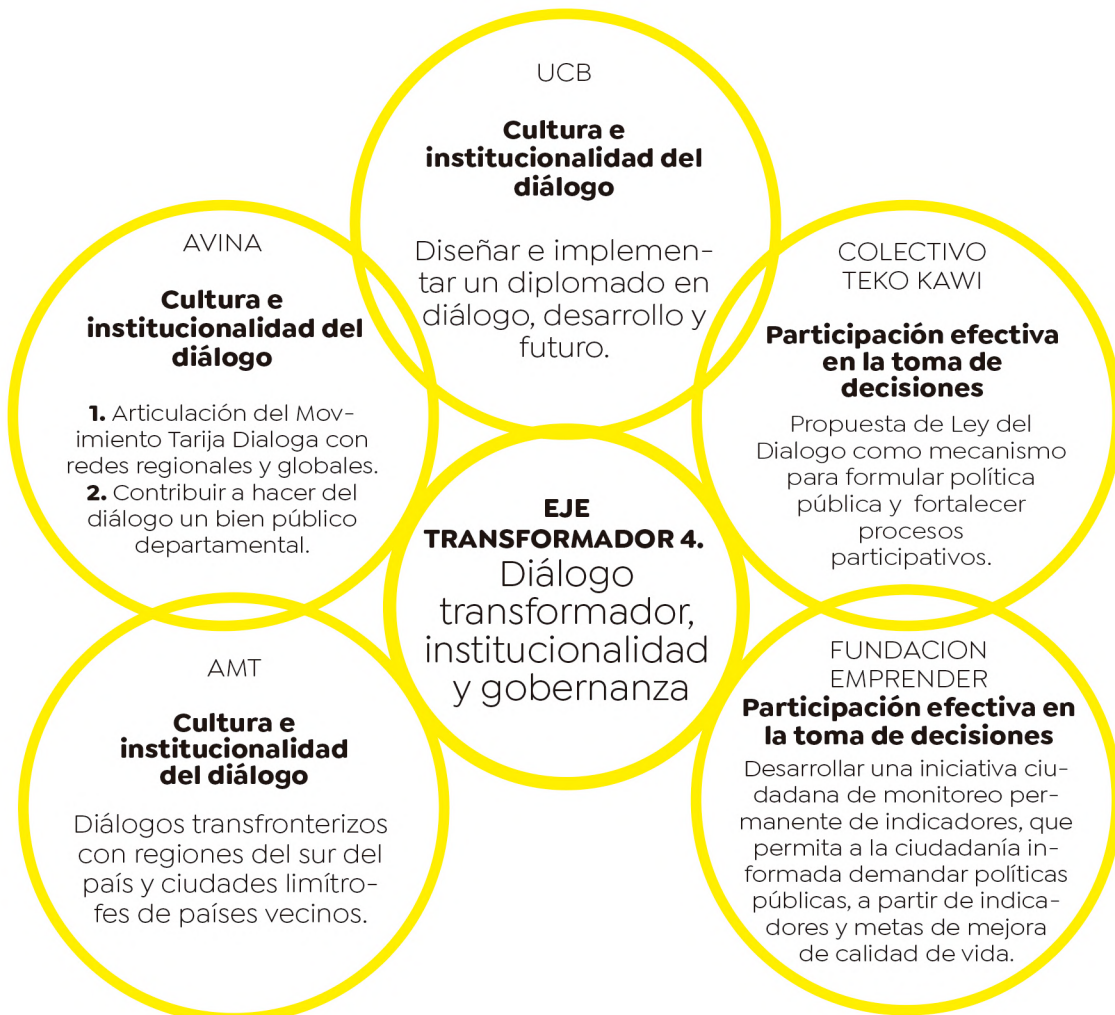 UCB
Cultura e
institucionalidad del
diálogo
Diseñar e implemen-
tar un diplomado en
diálogo, desarrollo y
futuro.
AVINA
Cultura e
institucionalidad del
diálogo
1. Articulación del Mov-
imiento Tarija Dialoga con
redes regionales y globales.
2. Contribuir a hacer del
diálogo un bien público
departamental.
COLECTIVO
TEKO KAWI
Participación efectiva
en la toma de
decisiones
Propuesta de Ley del
Dialogo como mecanismo
para formular política
pública y fortalecer
procesos
participativos.
EJE
TRANSFORMADOR 4.
Diálogo
transformador,
institucionalidad
y gobernanza
AMT
Cultura e
institucionalidad
del diálogo
Diálogos transfronterizos
con regiones del sur del
país y ciudades limítro-
fes de países vecinos.
FUNDACION
EMPRENDER
Participación efectiva en
la toma de decisiones
Desarrollar una iniciativa ciu-
dadana de monitoreo per-
manente de indicadores, que
permita a la ciudadanía in-
formada demandar políticas
públicas, a partir de indica-
dores y metas de mejora
de calidad de vida.